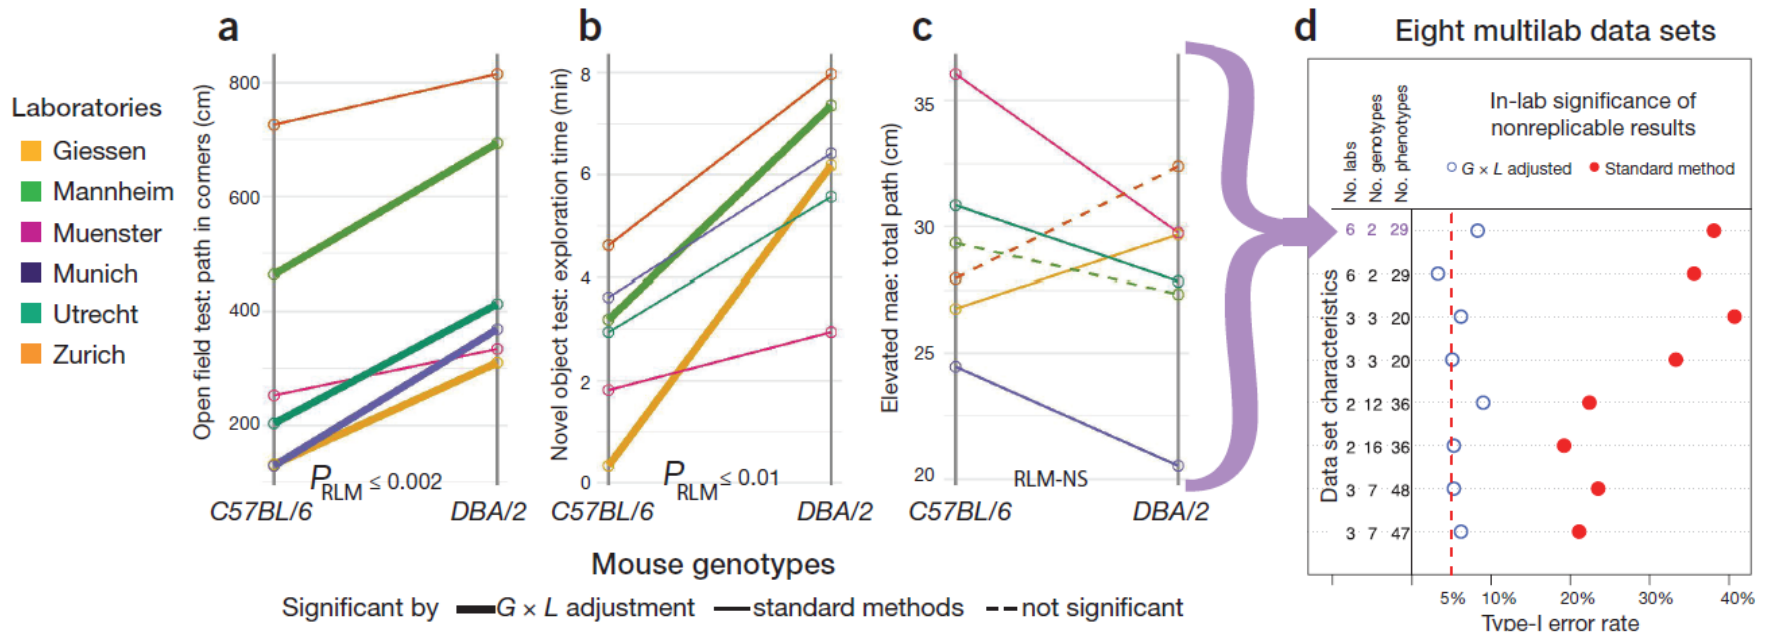 a
b
c
d
Eight multilab data sets
Laboratories
Giessen
Mannheim
Muenster
Munich
Utrecht
Zurich
Open field test: path in corners (cm)
800
600
400
200
P RLM ≤ 0.002
C57BL/6
DBA/2
Novel object test: exploration time (min)
8
6
4
2
0
P RLM ≤ .01
C57BL/6
DBA/2
Elevated mae: total path (cm)
35
30
25
20
RLM-NS
C57BL/6
DBA/2
No. labs
No. genotypes
No. phenotypes
In-lab significance of
nonreplicable results
G × L adjusted
Standard method
Data set characteristics
6 2 29
6 2 29
3 3 20
3 3 20
2 12 36
2 16 36
3 7 48
3 7 47
5% 10% 20% 30% 40%
Type-I error rate
Mouse genotypes
Significant by G × L adjustment standard methods not significant